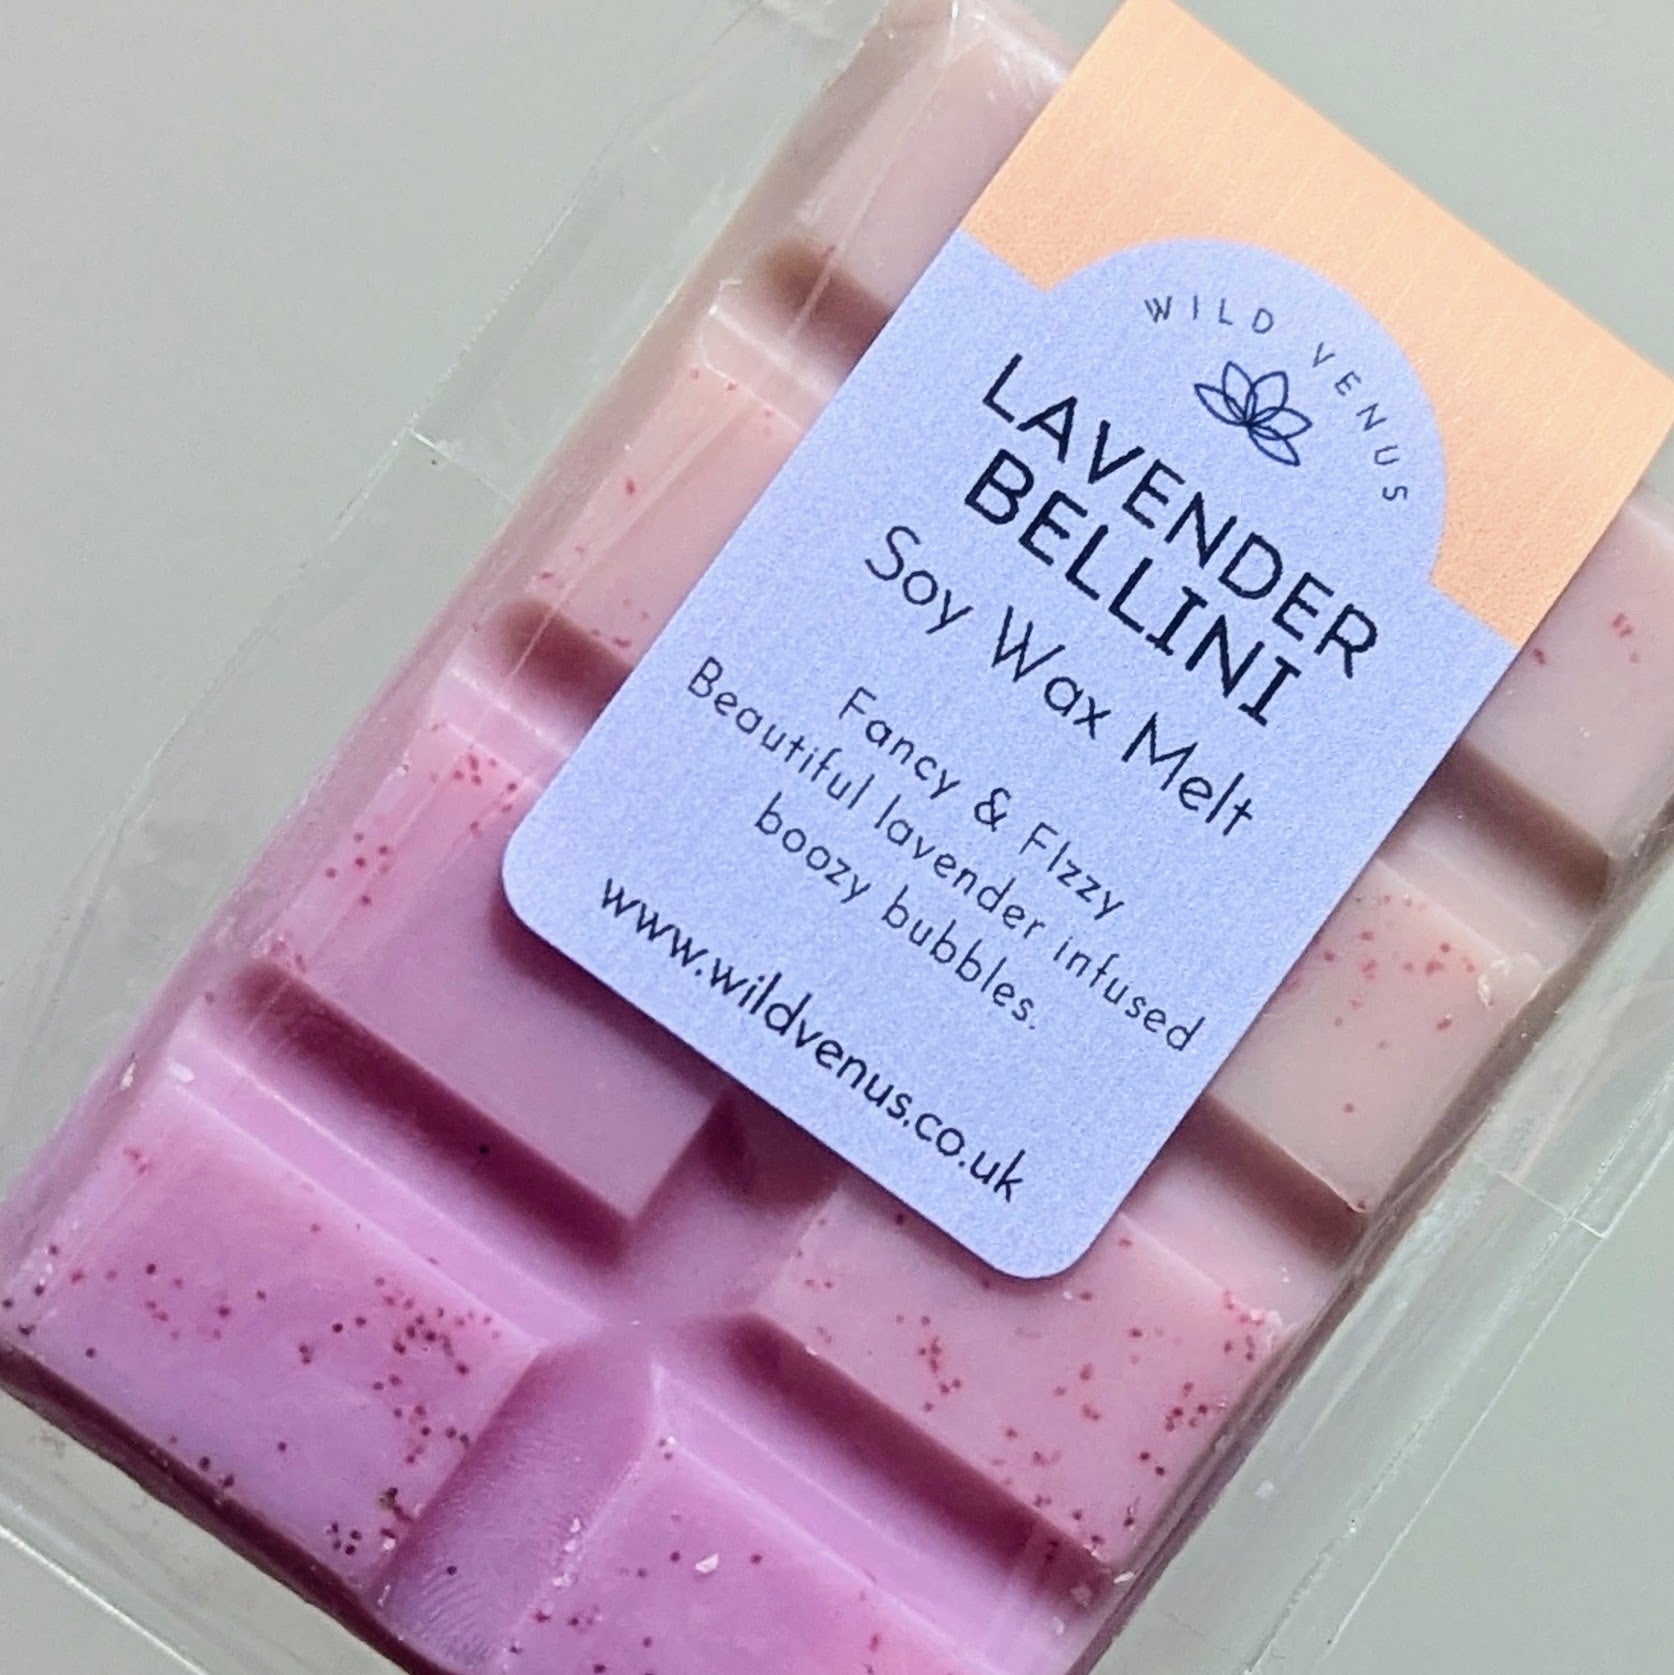 WILD VENUS
LAVENDER
BELLINI
Soy Wax Melt
Fancy & FIzzy
Beautiful lavender infused
boozy bubbles.
www.wildvenus.co.uk